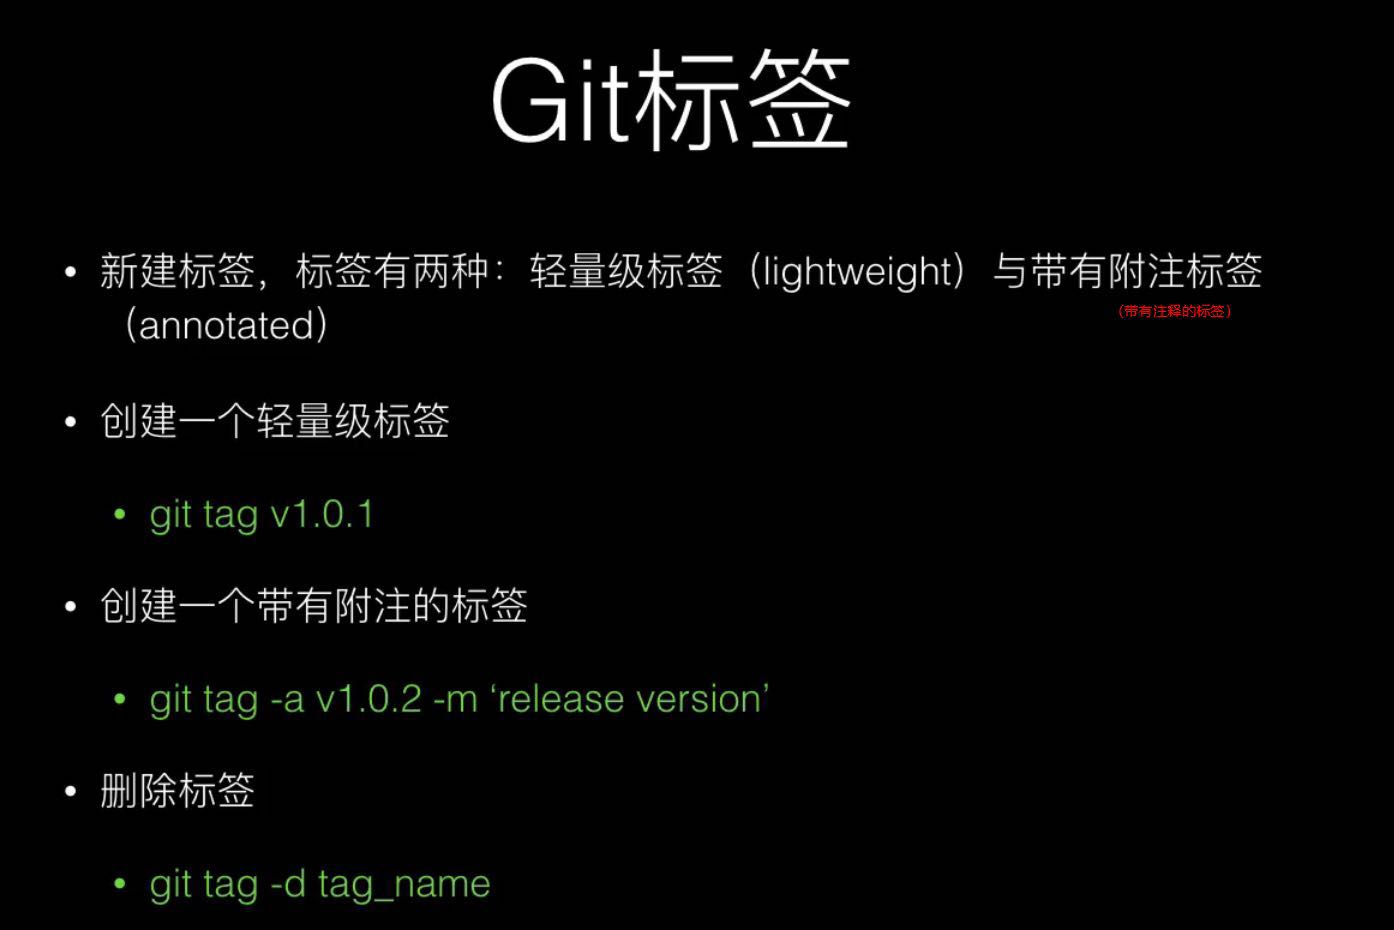 Git标签
• 新建标签，标签有两种：轻量级标签（lightweight）与带有附注标签
（带有注释的标签）
（annotated）
• 创建一个轻量级标签
• git tag v1.0.1
• 创建一个带有附注的标签
• git tag -a v1.0.2 -m ‘release version’
• 删除标签
• git tag -d tag_name